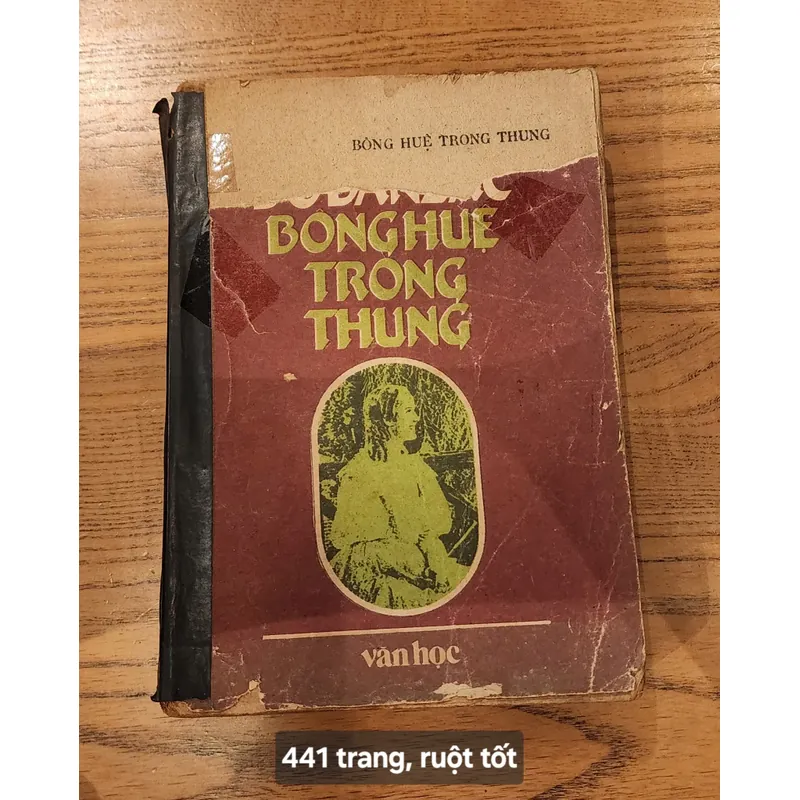 BÔNG HUỆ TRONG THUNG
BÔNG HUỆ
TRONG
THUNG
văn học
441 trang, ruột tốt